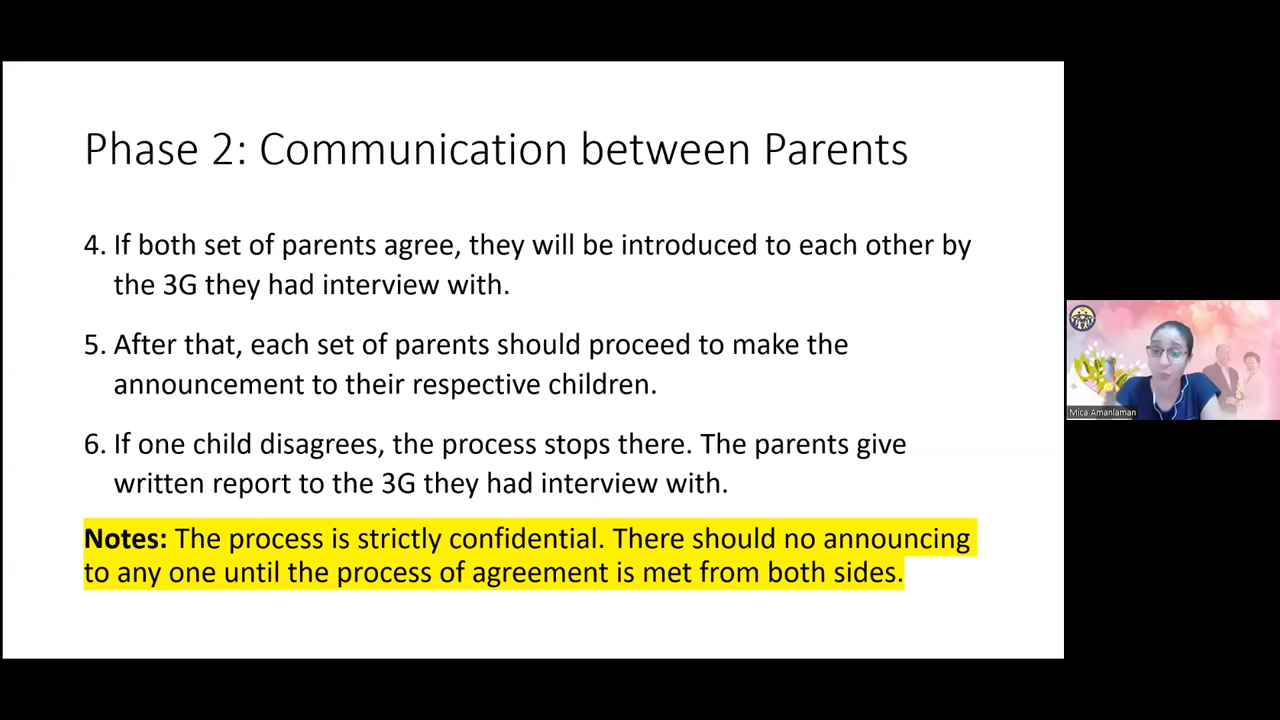 Phase 2: Communication between Parents
4. If both set of parents agree, they will be introduced to each other by
the 3G they had interview with.
5. After that, each set of parents should proceed to make the
announcement to their respective children.
6. If one child disagrees, the process stops there. The parents give
written report to the 3G they had interview with.
Notes: The process is strictly confidential. There should no announcing
to any one until the process of agreement is met from both sides.
Mica Amanlaman